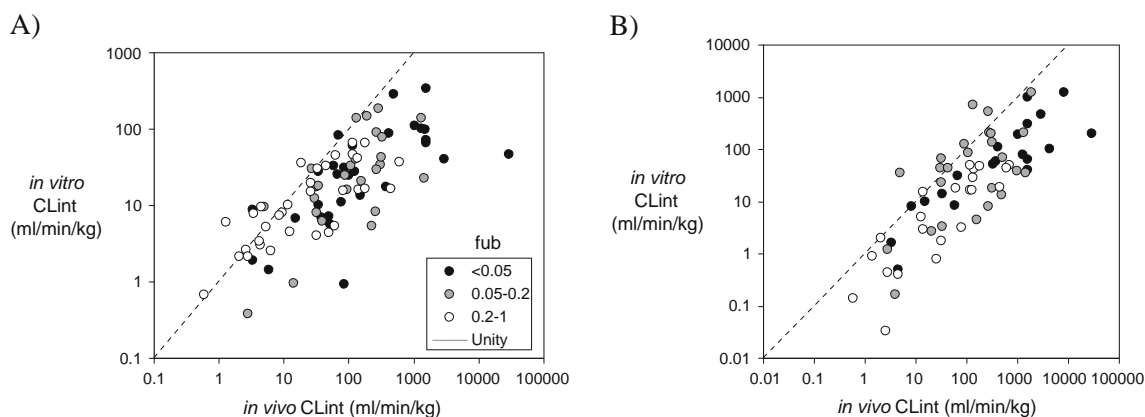 A)
1000
100
10
1
0.1
in vitro
CLint
(ml/min/kg)
0.1 1 10 100 1000 10000 100000
in vivo CLint (ml/min/kg)
fub
<0.05
0.05-0.2
0.2-1
Unity
B)
10000
1000
100
10
1
0.1
0.01
in vitro
CLint
(ml/min/kg)
0.01 0.1 1 10 100 1000 10000 100000
in vivo CLint (ml/min/kg)